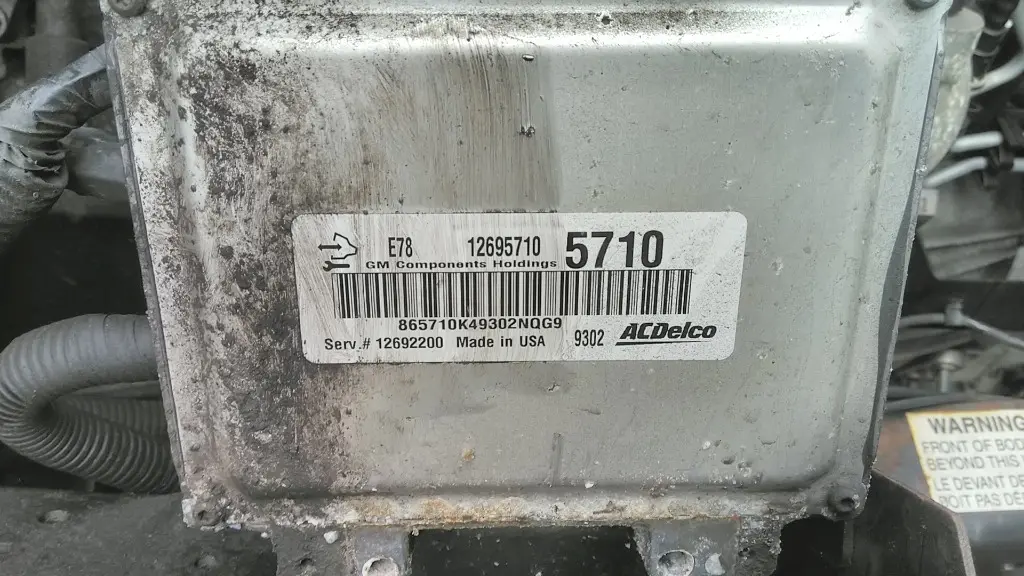 E78 12695710 5710
GM Components Holdings
865710K49302NQG9
Serv.# 12692200 Made in USA 9302 ACDelco
WARNING
FRONT OF BOD
BEYOND THIS
LE DEVANT DE
DOIT PAS DÉ